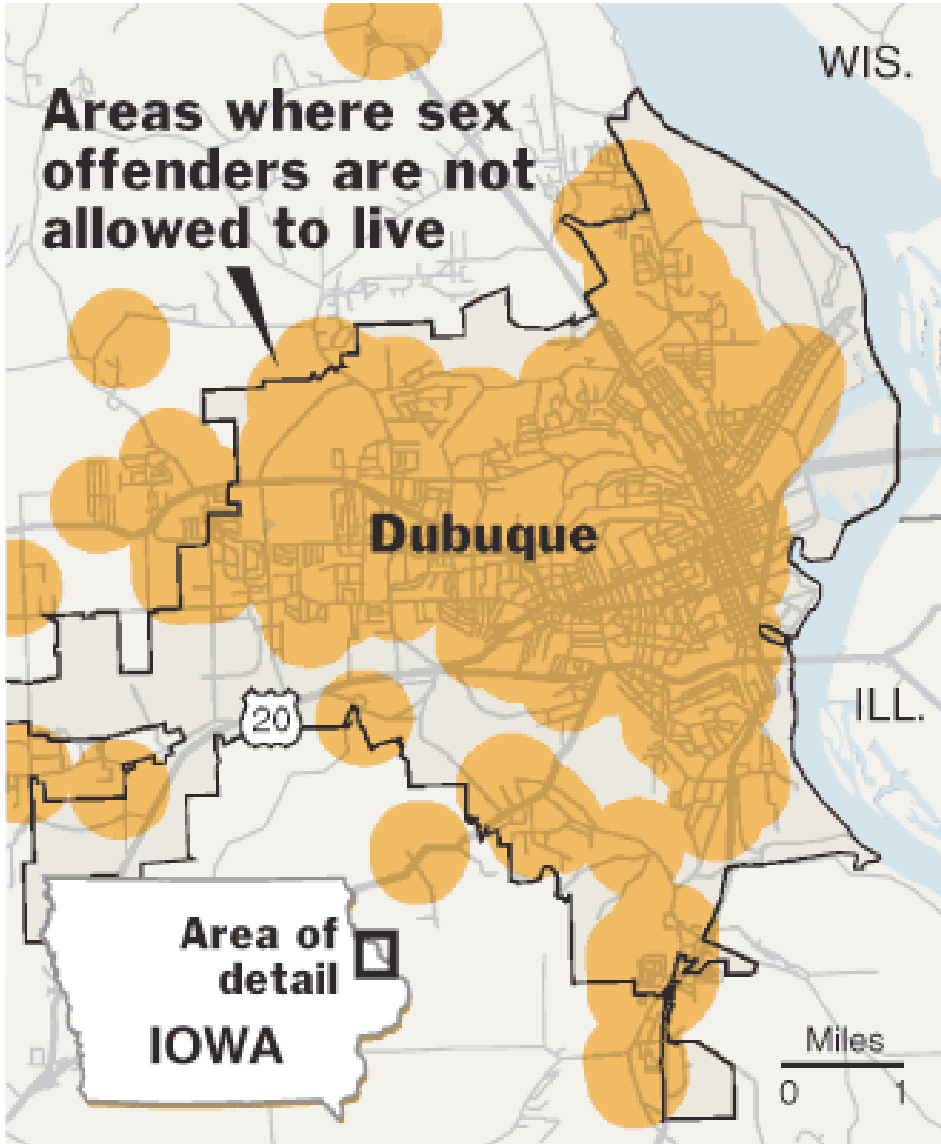 WIS.
Areas where sex
offenders are not
allowed to live
Dubuque
20
ILL.
Area of
detail
IOWA
Miles
0 1